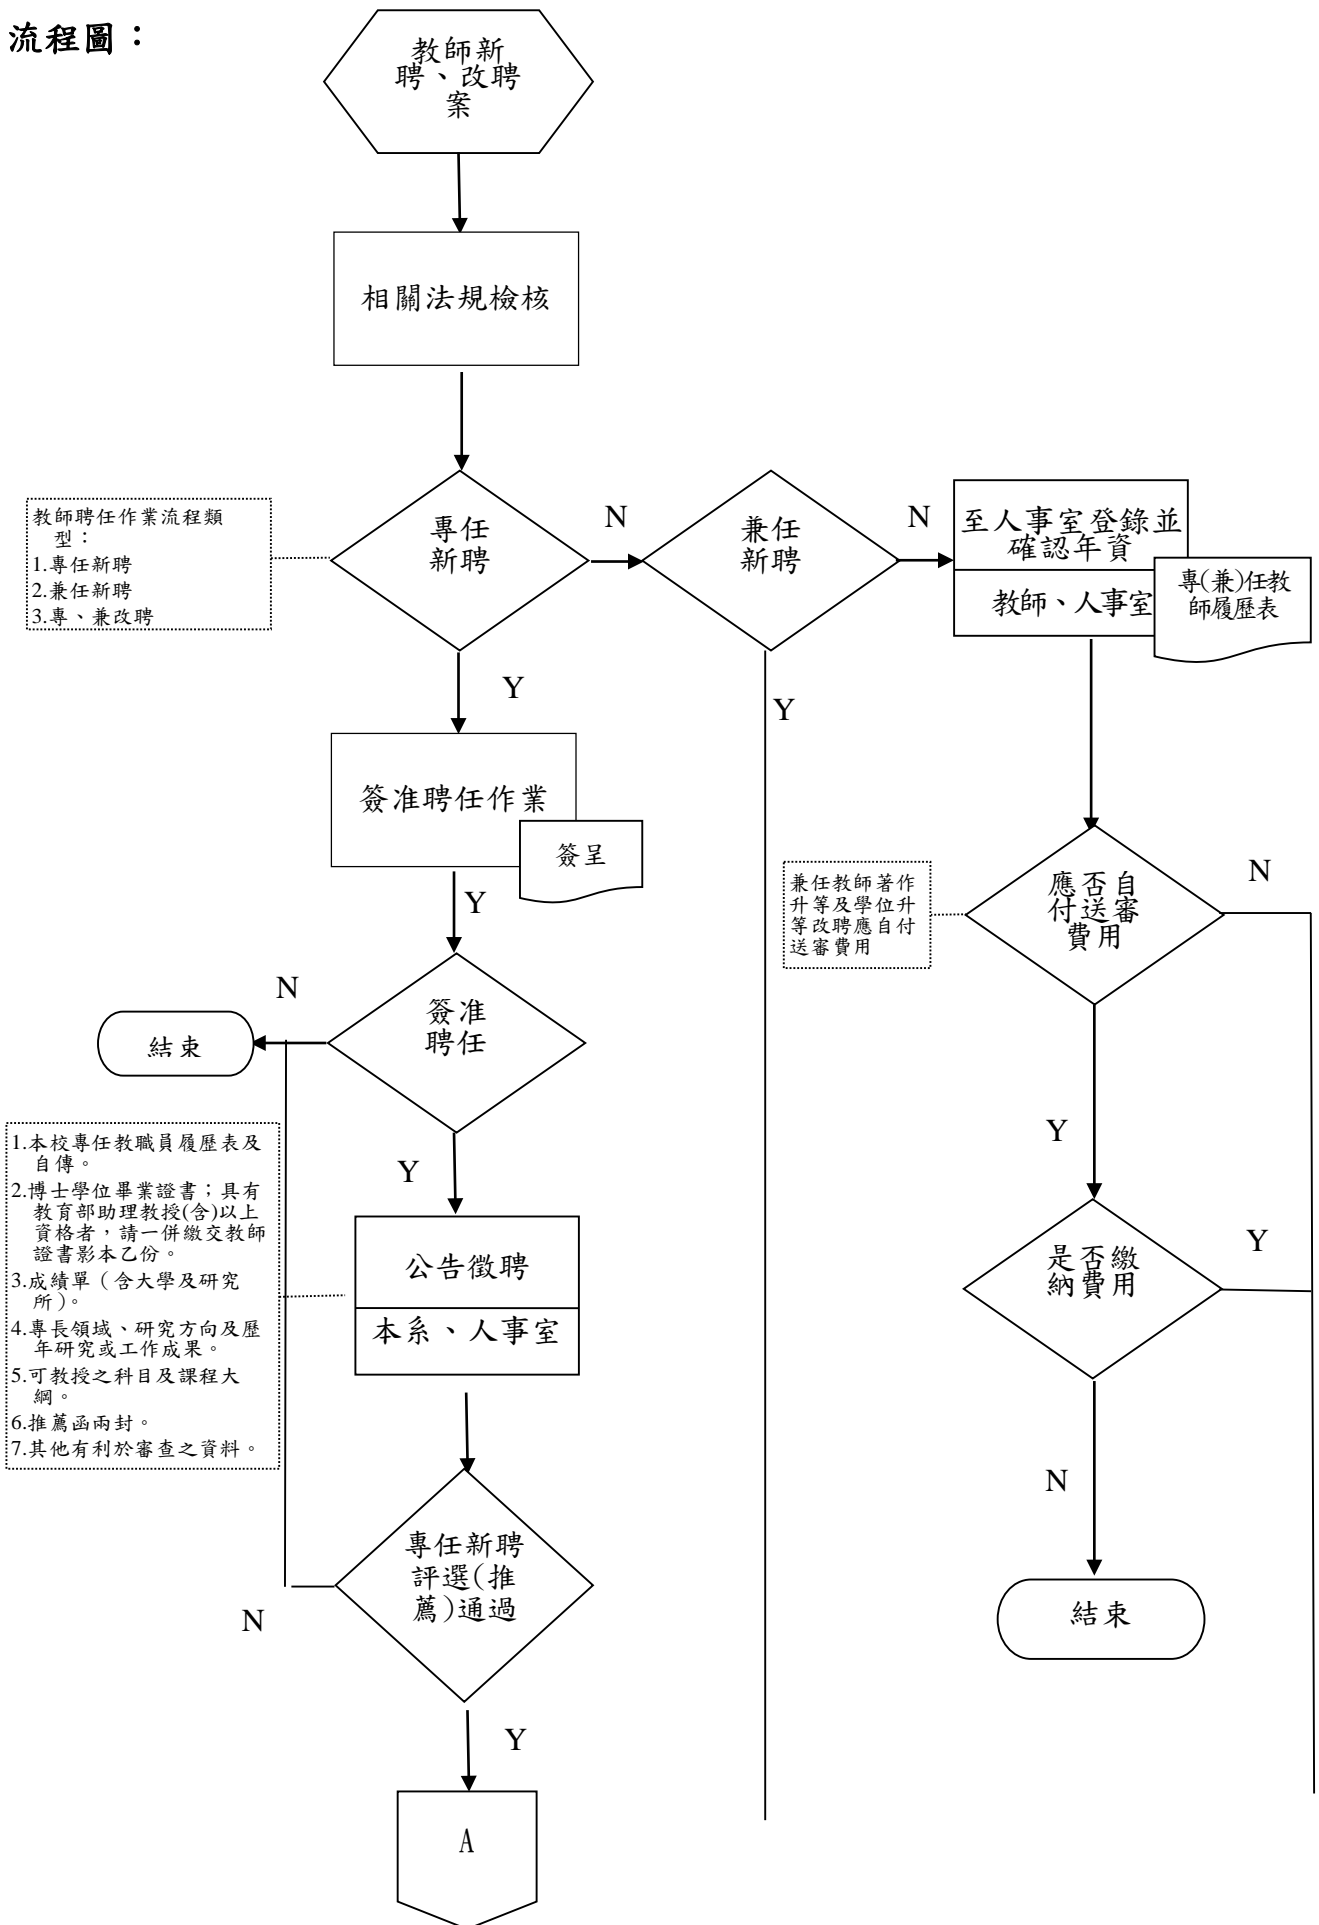 流程圖：
教師新
聘、改聘
案
相關法規檢核
教師聘任作業流程類
型：
1.專任新聘
2.兼任新聘
3.專、兼改聘
專任
新聘
N
兼任
新聘
N
至人事室登錄並
確認年資
教師、人事室
專(兼)任教
師履歷表
Y
Y
簽准聘任作業
簽呈
Y
兼任教師著作
升等及學位升
等改聘應自付
送審費用
應否自
付送審
費用
N
N
簽准
聘任
結束
Y
Y
1.本校專任教職員履歷表及
自傳。
2.博士學位畢業證書；具有
教育部助理教授(含)以上
資格者，請一併繳交教師
證書影本乙份。
3.成績單（含大學及研究
所）。
4.專長領域、研究方向及歷
年研究或工作成果。
5.可教授之科目及課程大
綱。
6.推薦函兩封。
7.其他有利於審查之資料。
公告徵聘
本系、人事室
是否繳
納費用
Y
N
專任新聘
評選(推
薦)通過
N
結束
Y
A